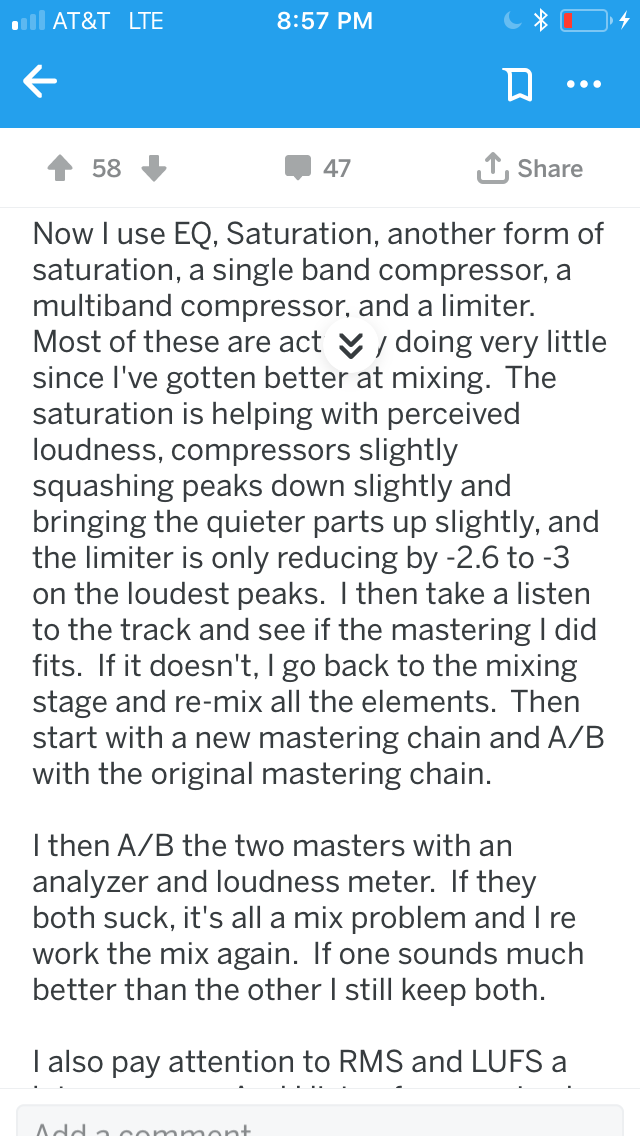 AT&T LTE 8:57 PM
58 47 Share
Now I use EQ, Saturation, another form of
saturation, a single band compressor, a
multiband compressor, and a limiter.
Most of these are act y doing very little
since I've gotten better at mixing. The
saturation is helping with perceived
loudness, compressors slightly
squashing peaks down slightly and
bringing the quieter parts up slightly, and
the limiter is only reducing by -2.6 to -3
on the loudest peaks. I then take a listen
to the track and see if the mastering I did
fits. If it doesn't, I go back to the mixing
stage and re-mix all the elements. Then
start with a new mastering chain and A/B
with the original mastering chain.
I then A/B the two masters with an
analyzer and loudness meter. If they
both suck, it's all a mix problem and I re
work the mix again. If one sounds much
better than the other I still keep both.
I also pay attention to RMS and LUFS a
Add a comment